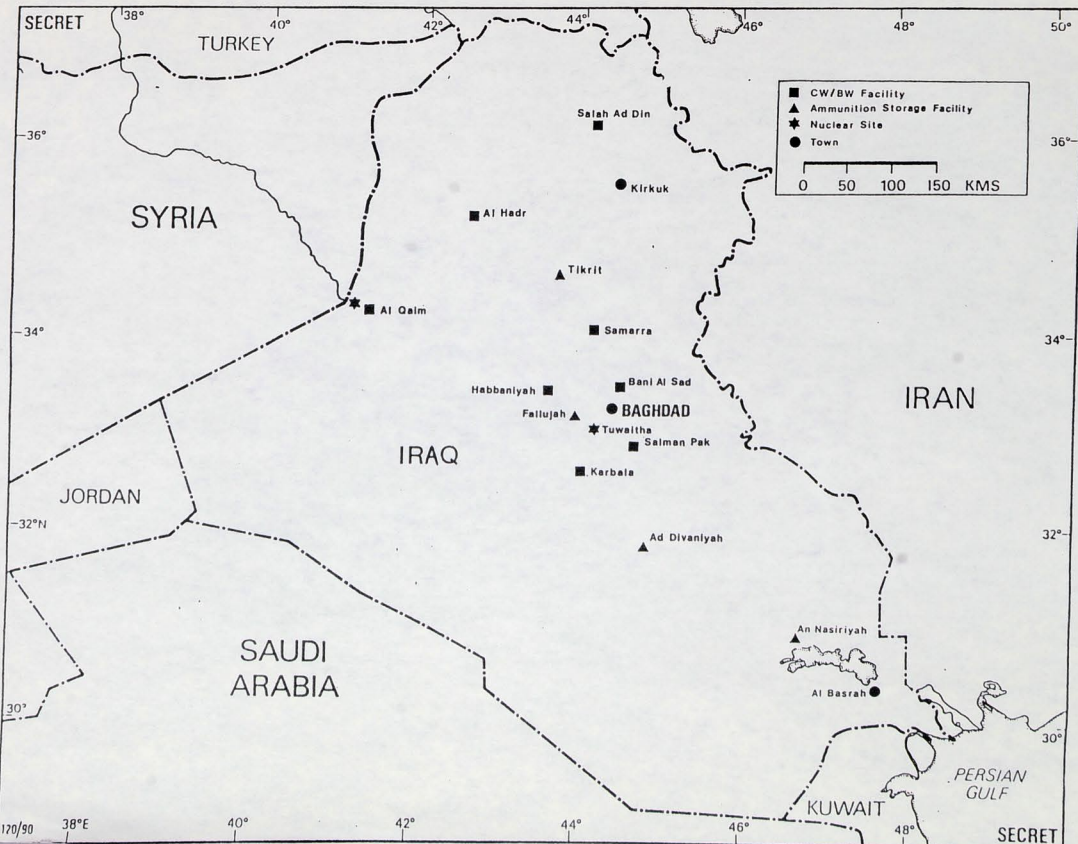 SECRET
38°
40°
42°
44°
46°
48°
50°
TURKEY
CW/BW Facility
Ammunition Storage Facility
Nuclear Site
Town
0 50 100 150 KMS
Salah Ad Din
36°
36°
Kirkuk
SYRIA
Al Hadr
Tikrit
Al Qaim
34°
Samarra
34°
Habbaniyah
Bani Al Sad
IRAN
Fallujah
BAGHDAD
Tuwaitha
IRAQ
Salman Pak
Karbala
JORDAN
32°N
Ad Divaniyah
32°
An Nasiriyah
SAUDI
ARABIA
Al Basrah
30°
30°
PERSIAN
GULF
KUWAIT
120/90
38°E
40°
42°
44°
46°
48°
SECRET